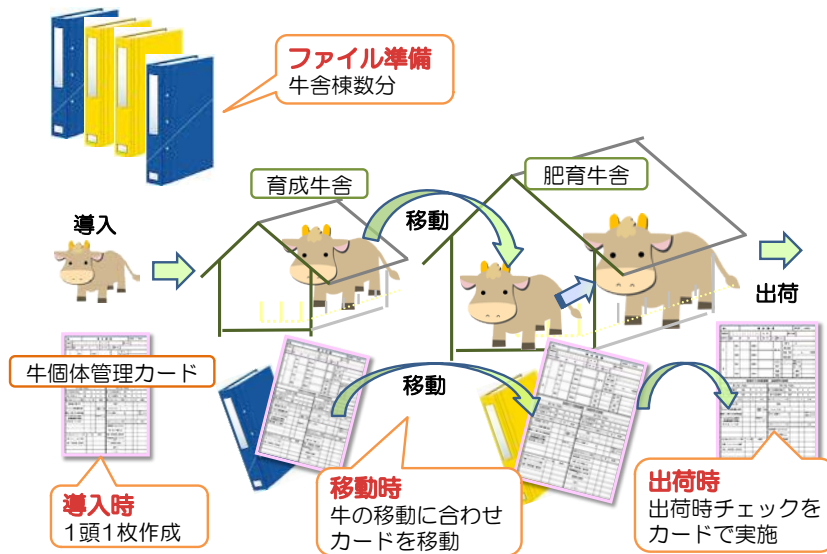 ファイル準備
牛舎棟数分
育成牛舎
肥育牛舎
導入
移動
出荷
牛個体管理カード
移動
導入時
1頭1枚作成
移動時
牛の移動に合わせ
カードを移動
出荷時
出荷時チェックを
カードで実施